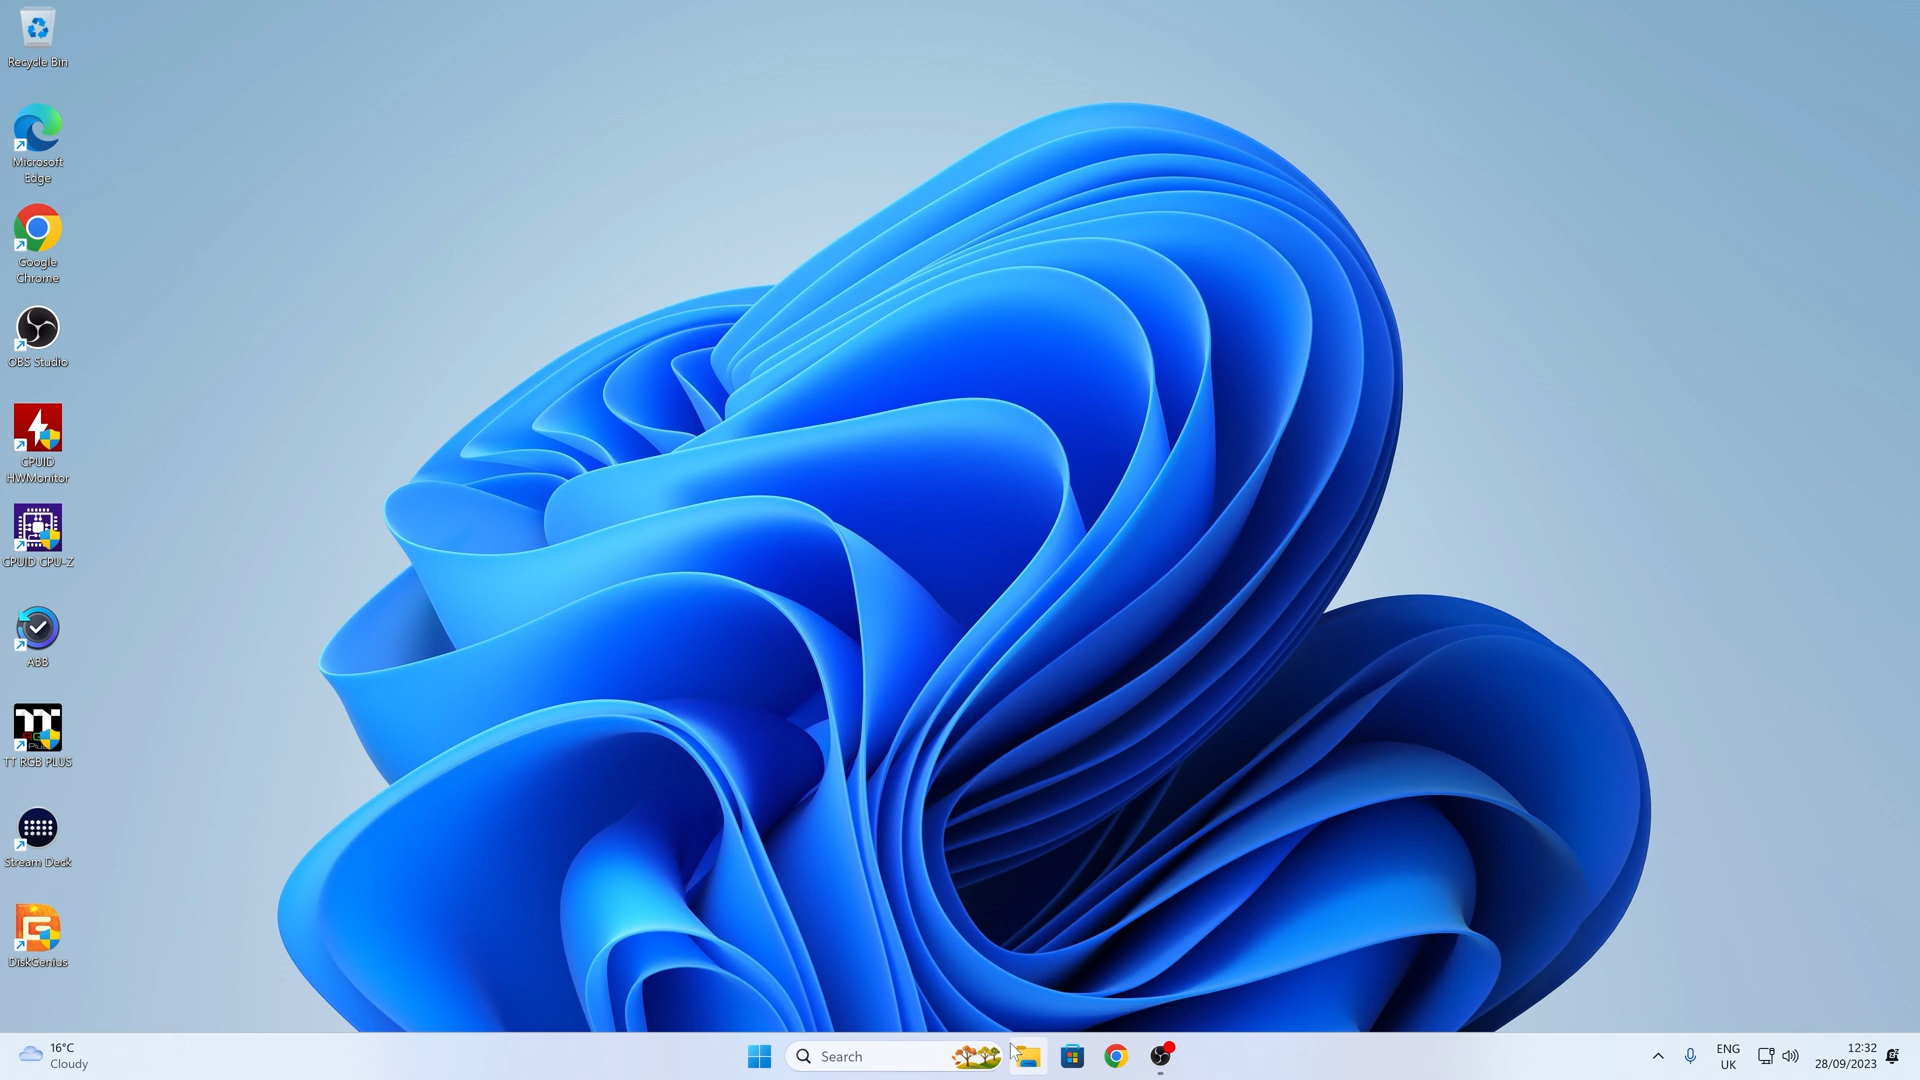 Recycle Bin
Microsoft
Edge
Google
Chrome
OBS Studio
CPUID
HWMonitor
CPUID CPU-Z
ABB
TT RGB PLUS
Stream Deck
DiskGenius
16°C
Cloudy
Search
ENG
UK
12:32
28/09/2023